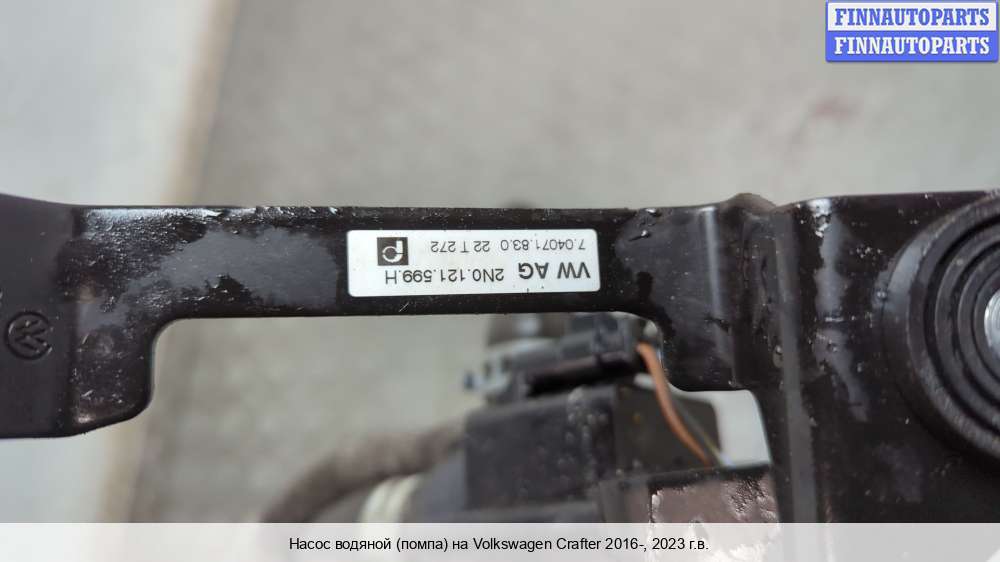 FINNAUTOPARTS
FINNAUTOPARTS
VW AG 2N0.121.599.H
7.04071.83.0 22 T 272
Насос водяной (помпа) на Volkswagen Crafter 2016-, 2023 г.в.